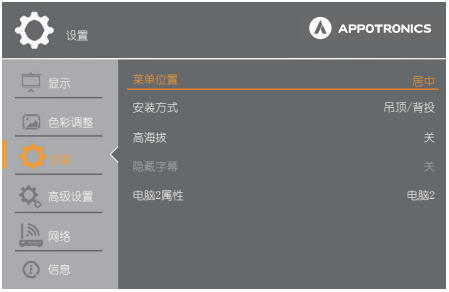 设置
APPOTRONICS
显示
色彩调整
设置
高级设置
网络
信息
菜单位置 居中
安装方式 吊顶/背投
高海拔 关
隐藏字幕 关
电脑2属性 电脑2